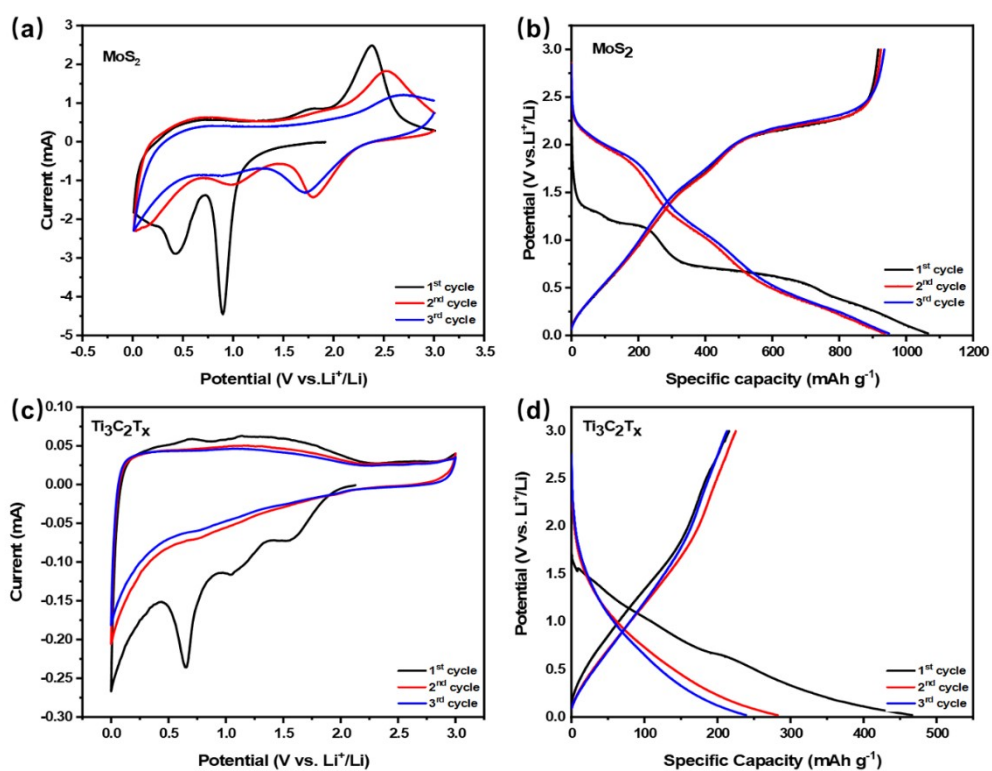 (a)
MoS₂
3
2
1
0
-1
-2
-3
-4
-5
Current (mA)
1st cycle
2nd cycle
3rd cycle
-0.5 0.0 0.5 1.0 1.5 2.0 2.5 3.0 3.5
Potential (V vs.Li⁺/Li)
(b)
MoS₂
3.0
2.5
2.0
1.5
1.0
0.5
0.0
Potential (V vs.Li⁺/Li)
1st cycle
2nd cycle
3rd cycle
0 200 400 600 800 1000 1200
Specific capacity (mAh g⁻¹)
(c)
Ti₃C₂Tₓ
0.10
0.05
0.00
-0.05
-0.10
-0.15
-0.20
-0.25
-0.30
Current (mA)
1st cycle
2nd cycle
3rd cycle
0.0 0.5 1.0 1.5 2.0 2.5 3.0
Potential (V vs. Li⁺/Li)
(d)
Ti₃C₂Tₓ
3.0
2.5
2.0
1.5
1.0
0.5
0.0
Potential (V vs. Li⁺/Li)
1st cycle
2nd cycle
3rd cycle
0 100 200 300 400 500
Specific Capacity (mAh g⁻¹)